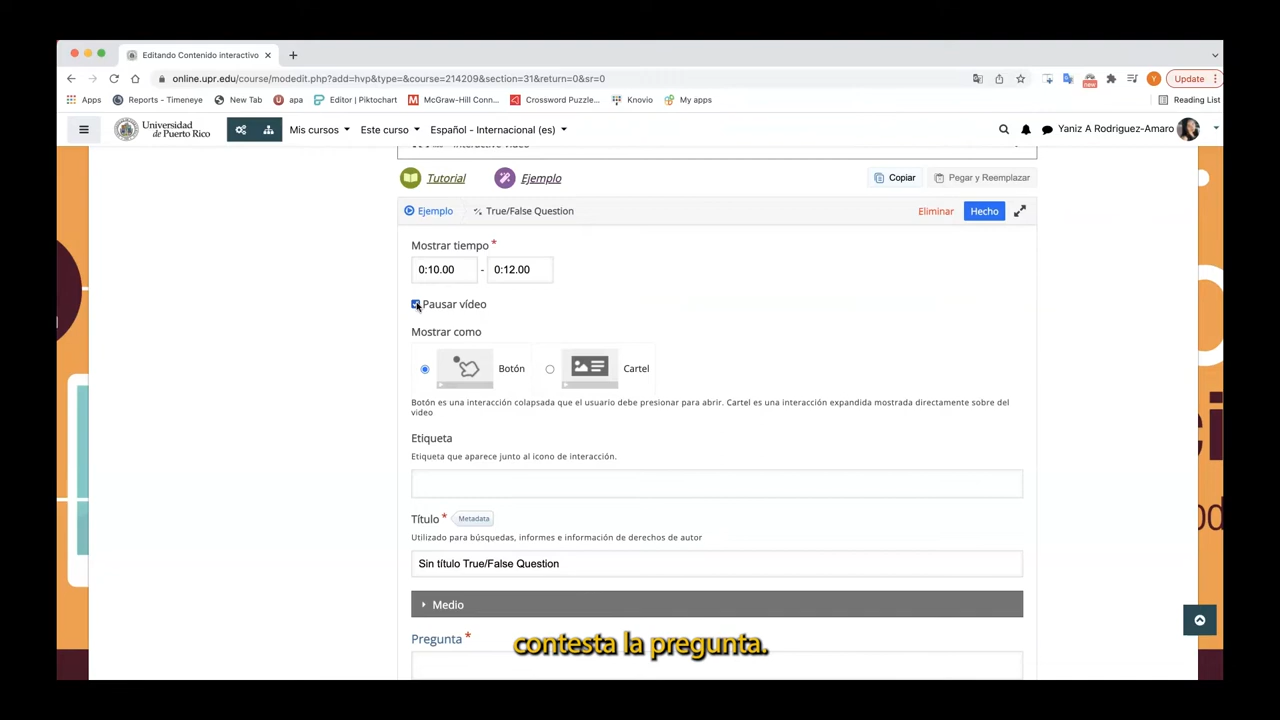 Editando Contenido interactivo
online.upr.edu/course/modedit.php?add=hvp&type=&course=214209&section=31&return=0&sr=0
new
Y
Update
Apps
Reports - Timeneye
New Tab
apa
Editor | Piktochart
McGraw-Hill Conn...
Crossword Puzzle...
Knovio
My apps
Reading List
Universidad
de Puerto Rico
Mis cursos
Este curso
Español - Internacional (es)
Yaniz A Rodriguez-Amaro
Tutorial
Ejemplo
Copiar
Pegar y Reemplazar
Ejemplo
True/False Question
Eliminar
Hecho
Mostrar tiempo *
0:10.00 - 0:12.00
Pausar vídeo
Mostrar como
Botón
Cartel
Botón es una interacción colapsada que el usuario debe presionar para abrir. Cartel es una interacción expandida mostrada directamente sobre del
video
Etiqueta
Etiqueta que aparece junto al icono de interacción.
Título *
Metadata
Utilizado para búsquedas, informes e información de derechos de autor
Sin título True/False Question
Medio
Pregunta *
contesta la pregunta.